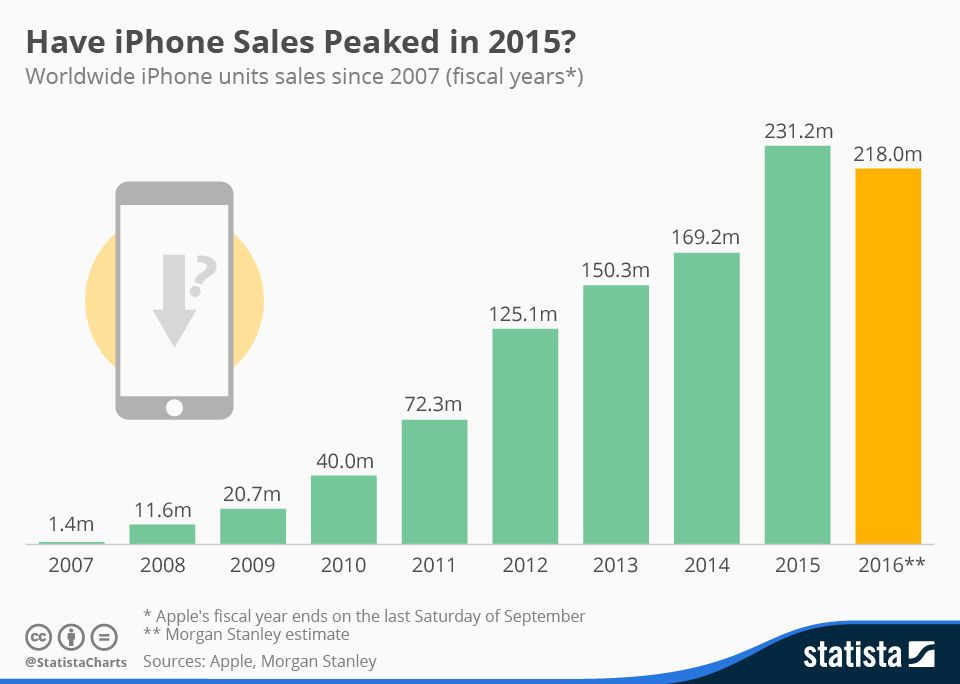 Have iPhone Sales Peaked in 2015?
Worldwide iPhone units sales since 2007 (fiscal years*)
231.2m
218.0m
169.2m
150.3m
125.1m
72.3m
40.0m
20.7m
11.6m
1.4m
?
2007 2008 2009 2010 2011 2012 2013 2014 2015 2016**
* Apple's fiscal year ends on the last Saturday of September
** Morgan Stanley estimate
cc
@StatistaCharts
Sources: Apple, Morgan Stanley
statista